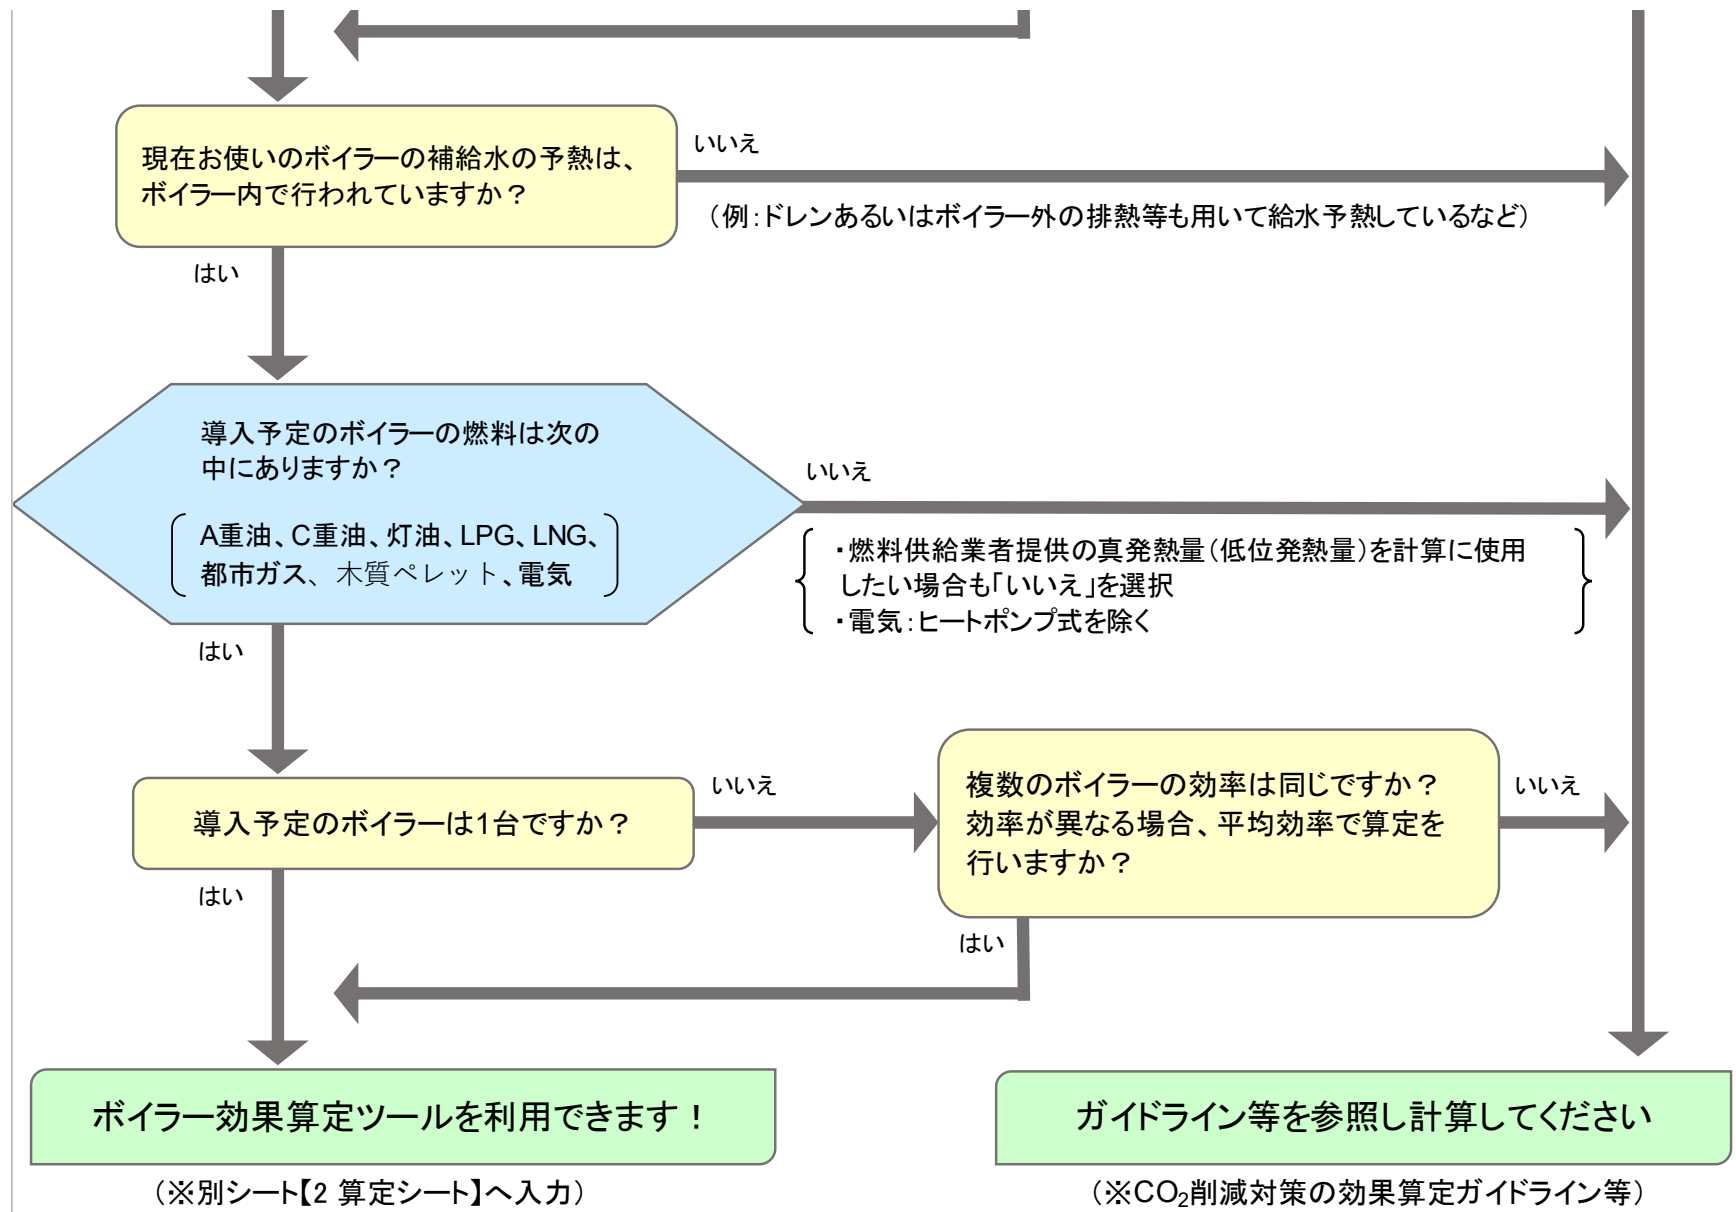 現在お使いのボイラーの補給水の予熱は、
ボイラー内で行われていますか？
いいえ
（例：ドレンあるいはボイラー外の排熱等も用いて給水予熱しているなど）
はい
導入予定のボイラーの燃料は次の
中にありますか？
A重油、C重油、灯油、LPG、LNG、
都市ガス、木質ペレット、電気
いいえ
・燃料供給業者提供の真発熱量（低位発熱量）を計算に使用
したい場合も「いいえ」を選択
・電気：ヒートポンプ式を除く
はい
導入予定のボイラーは1台ですか？
いいえ
複数のボイラーの効率は同じですか？
効率が異なる場合、平均効率で算定を
行いますか？
いいえ
はい
はい
ボイラー効果算定ツールを利用できます！
（※別シート【2 算定シート】へ入力）
ガイドライン等を参照し計算してください
（※CO₂削減対策の効果算定ガイドライン等）